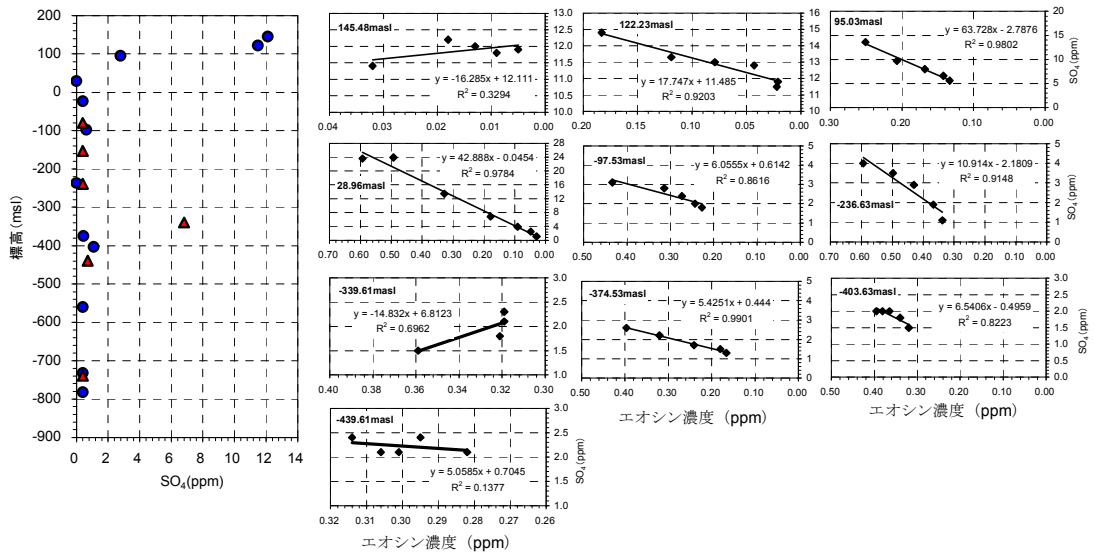 200
100
0
-100
-200
-300
-400
-500
-600
-700
-800
-900
標高(msl)
0 2 4 6 8 10 12 14
SO4(ppm)
145.48masl
y = -16.285x + 12.111
R2 = 0.3294
13.0
12.5
12.0
11.5
11.0
10.5
10.0
0.04 0.03 0.02 0.01 0.00
122.23masl
y = 17.747x + 11.485
R2 = 0.9203
16
15
14
13
12
11
10
0.20 0.15 0.10 0.05 0.00
95.03masl
y = 63.728x - 2.7876
R2 = 0.9802
20
15
10
5
0
SO4(ppm)
0.30 0.20 0.10 0.00
28.96masl
y = 42.888x - 0.0454
R2 = 0.9784
28
24
20
16
12
8
4
0
0.70 0.60 0.50 0.40 0.30 0.20 0.10 0.00
-97.53masl
y = 6.0555x + 0.6142
R2 = 0.8616
5
4
3
2
1
0
0.50 0.40 0.30 0.20 0.10 0.00
-236.63masl
y = 10.914x - 2.1809
R2 = 0.9148
5
4
3
2
1
0
SO4(ppm)
0.70 0.60 0.50 0.40 0.30 0.20 0.10 0.00
-339.61masl
y = -14.832x + 6.8123
R2 = 0.6962
3.0
2.5
2.0
1.5
1.0
0.40 0.38 0.36 0.34 0.32 0.30
-374.53masl
y = 5.4251x + 0.444
R2 = 0.9901
5
4
3
2
1
0
0.50 0.40 0.30 0.20 0.10 0.00
エオシン濃度 (ppm)
-403.63masl
y = 6.5406x - 0.4959
R2 = 0.8223
3.0
2.5
2.0
1.5
1.0
0.5
0.0
SO4(ppm)
0.50 0.40 0.30 0.20 0.10 0.00
エオシン濃度 (ppm)
-439.61masl
y = 5.0585x + 0.7045
R2 = 0.1377
3.0
2.5
2.0
1.5
1.0
SO4(ppm)
0.32 0.31 0.30 0.29 0.28 0.27 0.26
エオシン濃度 (ppm)